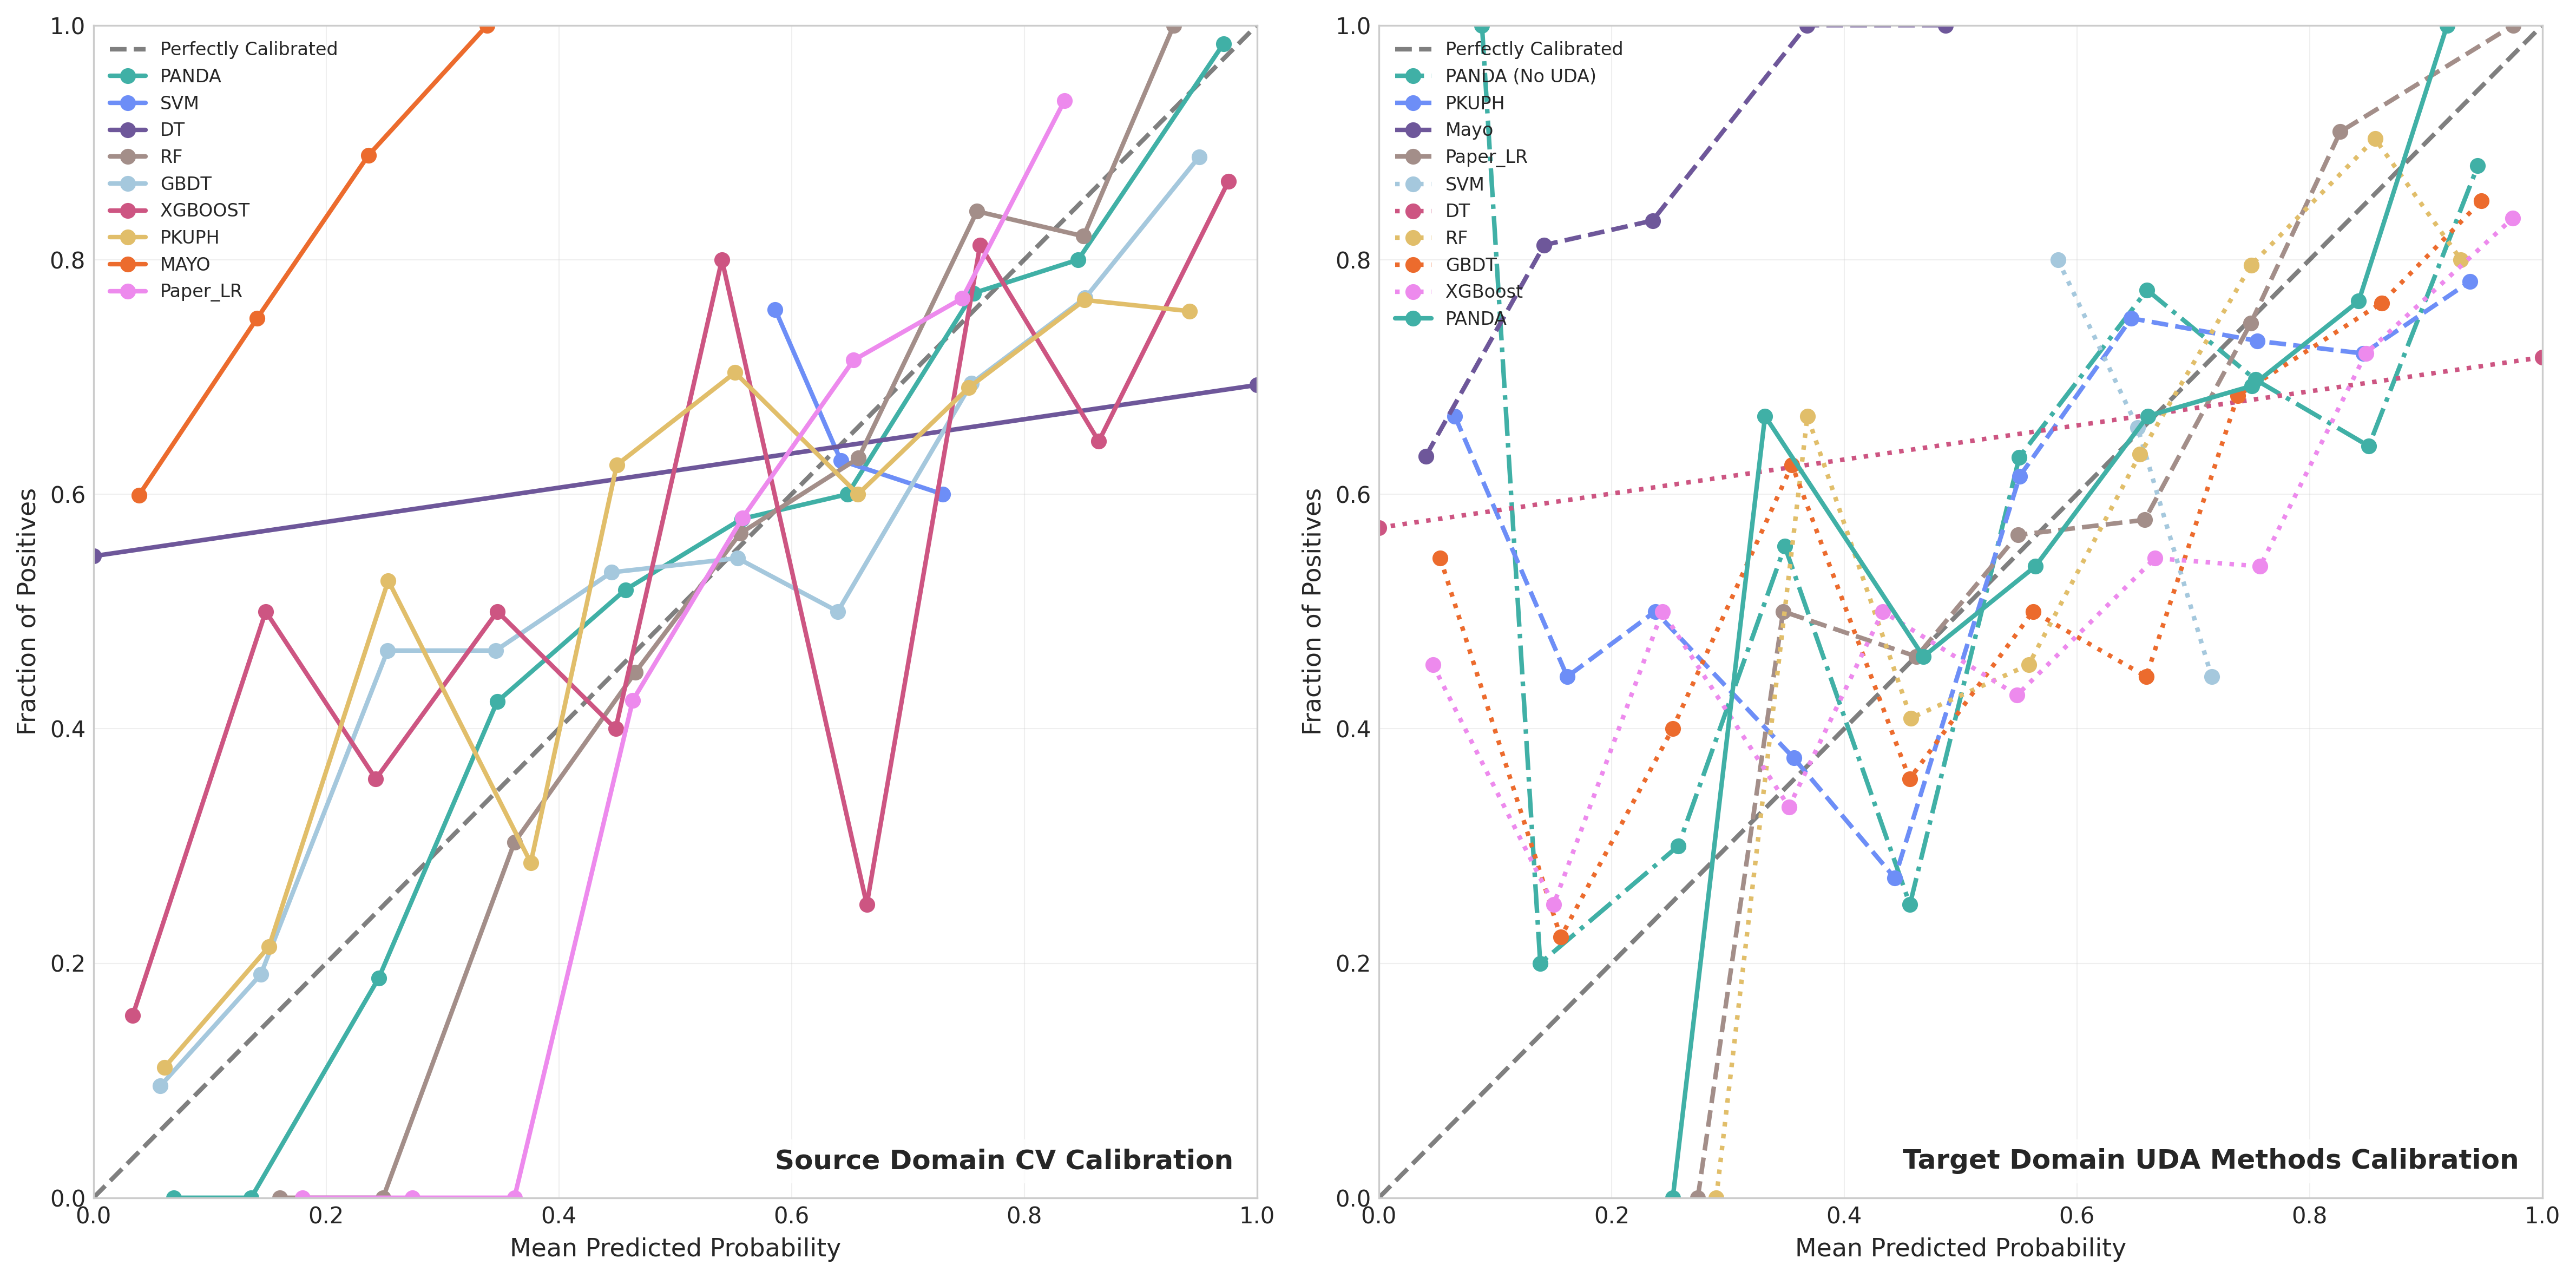 1.0
0.8
0.6
0.4
0.2
0.0
Fraction of Positives
Perfectly Calibrated
PANDA
SVM
DT
RF
GBDT
XGBOOST
PKUPH
MAYO
Paper_LR
Source Domain CV Calibration
0.0 0.2 0.4 0.6 0.8 1.0
Mean Predicted Probability
1.0
0.8
0.6
0.4
0.2
0.0
Fraction of Positives
Perfectly Calibrated
PANDA (No UDA)
PKUPH
Mayo
Paper_LR
SVM
DT
RF
GBDT
XGBoost
PANDA
Target Domain UDA Methods Calibration
0.0 0.2 0.4 0.6 0.8 1.0
Mean Predicted Probability